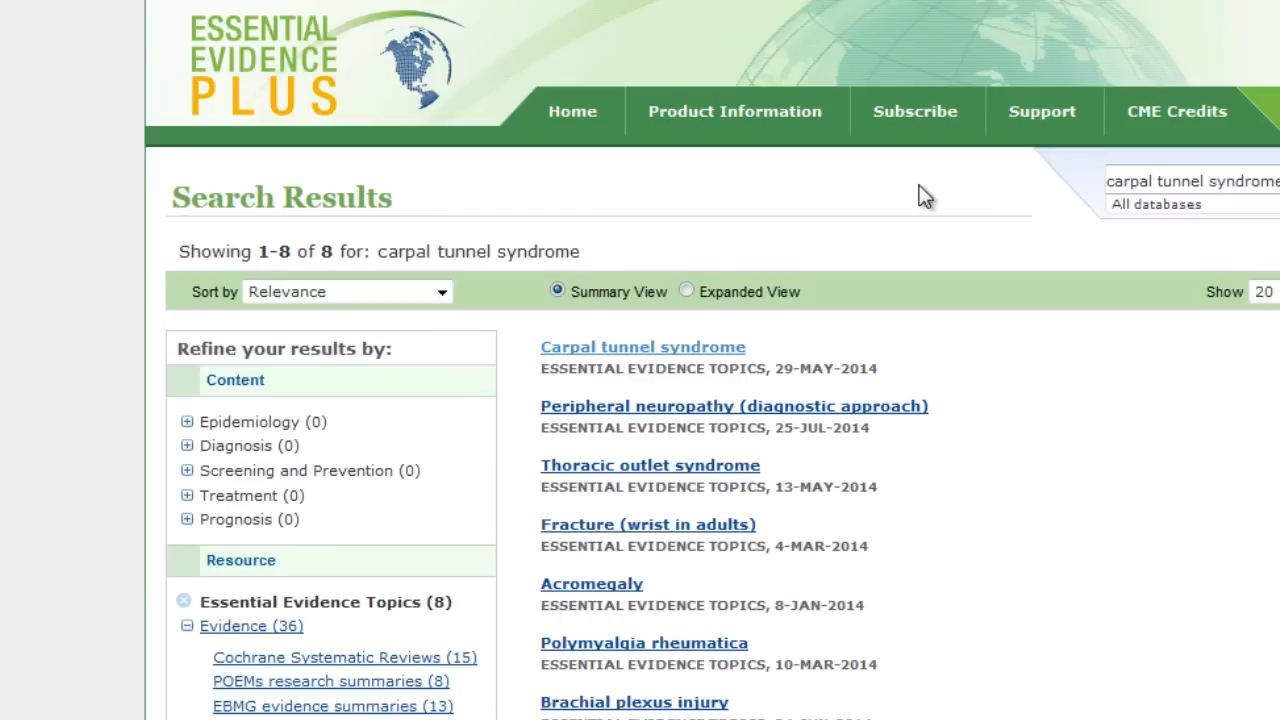 ESSENTIAL
EVIDENCE
PLUS
Home Product Information Subscribe Support CME Credits
Search Results
carpal tunnel syndrome
All databases
Showing 1-8 of 8 for: carpal tunnel syndrome
Sort by Relevance Summary View Expanded View Show 20
Refine your results by:
Content
Epidemiology (0)
Diagnosis (0)
Screening and Prevention (0)
Treatment (0)
Prognosis (0)
Resource
Essential Evidence Topics (8)
Evidence (36)
Cochrane Systematic Reviews (15)
POEMs research summaries (8)
EBMG evidence summaries (13)
Carpal tunnel syndrome
ESSENTIAL EVIDENCE TOPICS, 29-MAY-2014
Peripheral neuropathy (diagnostic approach)
ESSENTIAL EVIDENCE TOPICS, 25-JUL-2014
Thoracic outlet syndrome
ESSENTIAL EVIDENCE TOPICS, 13-MAY-2014
Fracture (wrist in adults)
ESSENTIAL EVIDENCE TOPICS, 4-MAR-2014
Acromegaly
ESSENTIAL EVIDENCE TOPICS, 8-JAN-2014
Polymyalgia rheumatica
ESSENTIAL EVIDENCE TOPICS, 10-MAR-2014
Brachial plexus injury